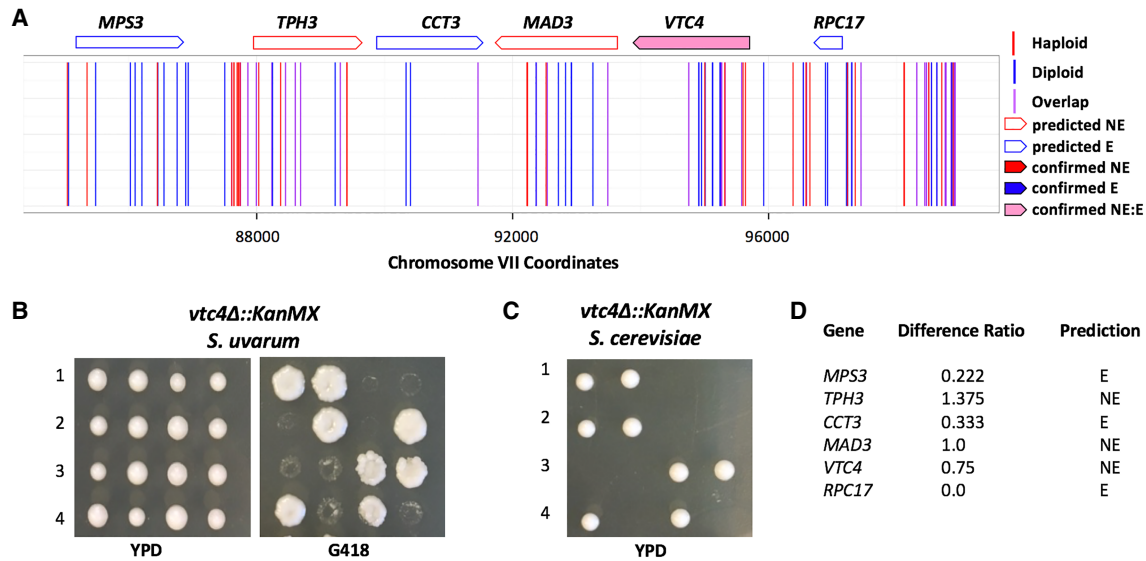 A
MPS3 TPH3 CCT3 MAD3 VTC4 RPC17
Haploid
Diploid
Overlap
predicted NE
predicted E
confirmed NE
confirmed E
confirmed NE:E
88000 92000 96000
Chromosome VII Coordinates
B
vtc4Δ::KanMX
S. uvarum
1
2
3
4
YPD G418
C
vtc4Δ::KanMX
S. cerevisiae
1
2
3
4
YPD
D
Gene Difference Ratio Prediction
MPS3 0.222 E
TPH3 1.375 NE
CCT3 0.333 E
MAD3 1.0 NE
VTC4 0.75 NE
RPC17 0.0 E